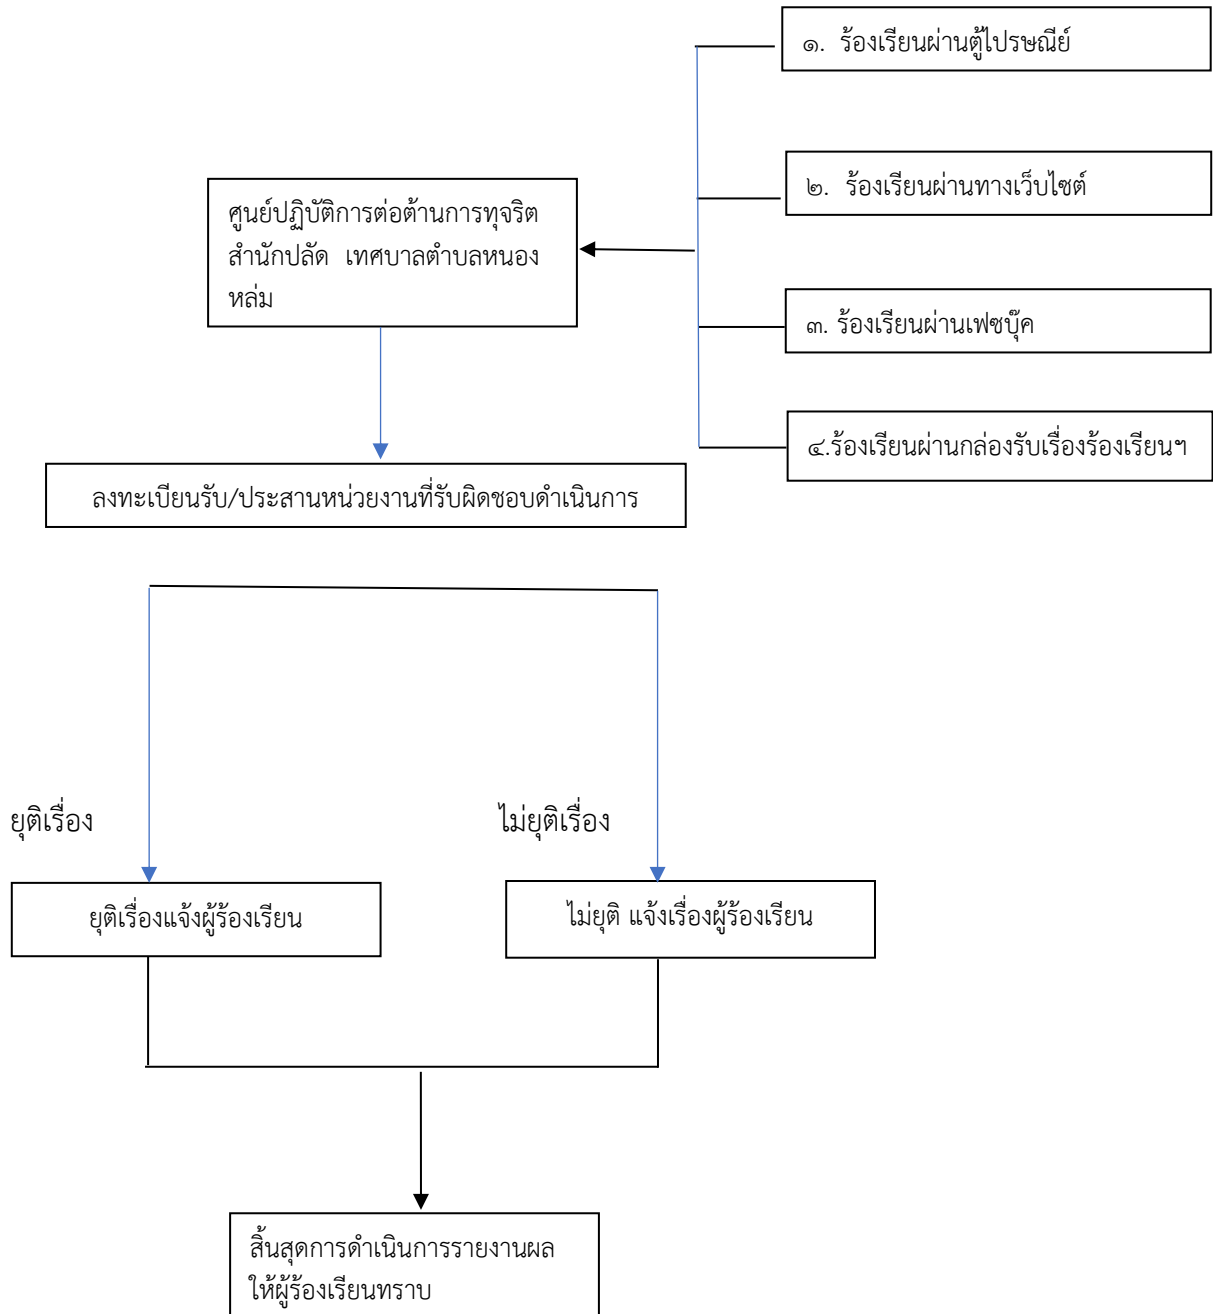 ๑. ร้องเรียนผ่านตู้ไปรษณีย์
๒. ร้องเรียนผ่านทางเว็บไซต์
ศูนย์ปฏิบัติการต่อต้านการทุจริต
สำนักปลัด เทศบาลตำบลหนอง
หล่ม
๓. ร้องเรียนผ่านเฟซบุ๊ค
๔.ร้องเรียนผ่านกล่องรับเรื่องร้องเรียนฯ
ลงทะเบียนรับ/ประสานหน่วยงานที่รับผิดชอบดำเนินการ
ยุติเรื่อง
ไม่ยุติเรื่อง
ยุติเรื่องแจ้งผู้ร้องเรียน
ไม่ยุติ แจ้งเรื่องผู้ร้องเรียน
สิ้นสุดการดำเนินการรายงานผล
ให้ผู้ร้องเรียนทราบ